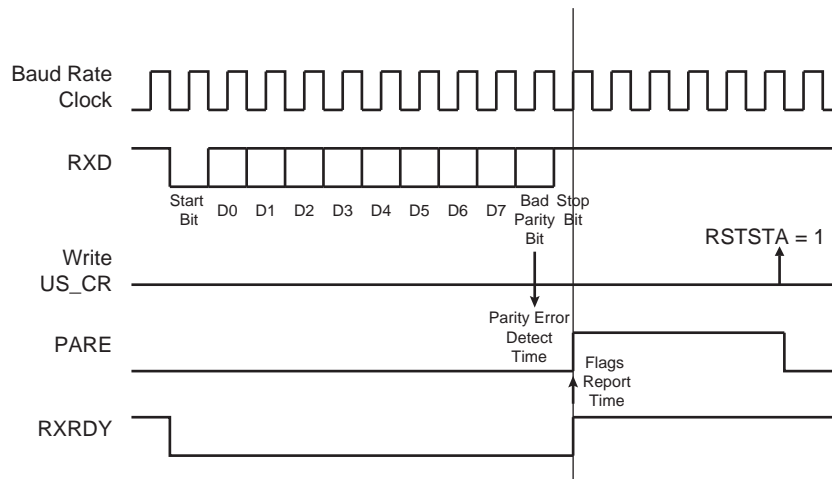 Baud Rate
Clock
RXD
Start
Bit
D0
D1
D2
D3
D4
D5
D6
D7
Bad
Parity
Bit
Stop
Bit
Write
US_CR
RSTSTA = 1
Parity Error
Detect
Time
PARE
Flags
Report
Time
RXRDY